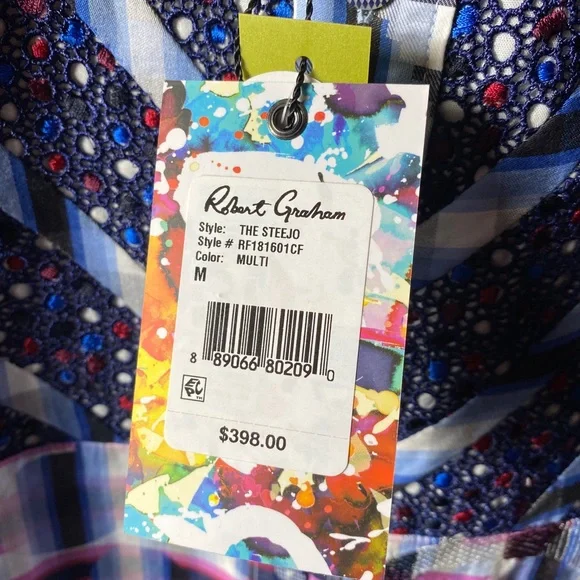 Robert Graham
Style: THE STEEJO
Style # RF181601CF
Color: MULTI
M
8 89066 80209 0
$398.00